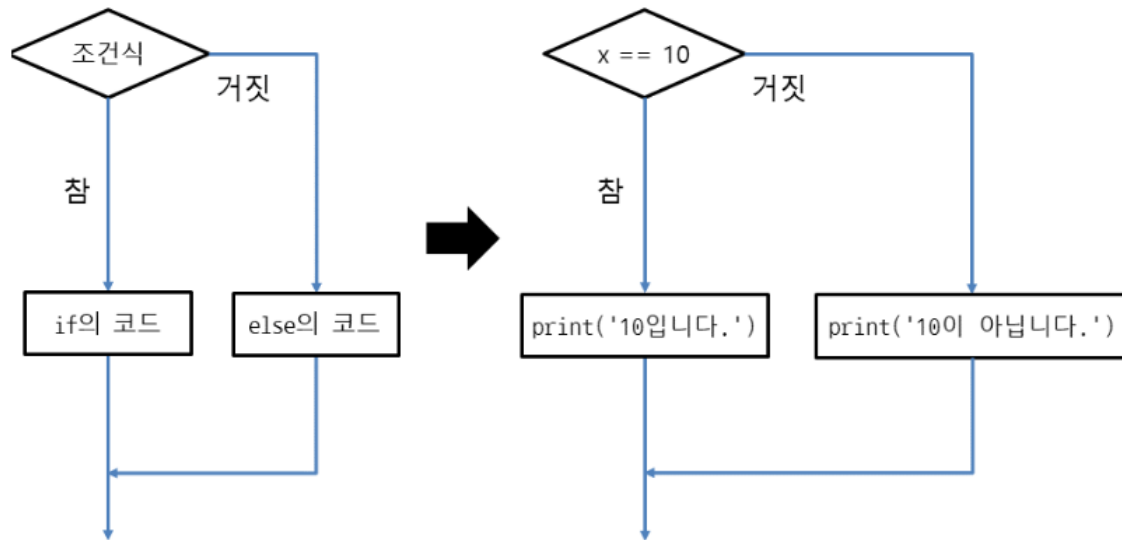 조건식
거짓
참
if의 코드
else의 코드
x == 10
거짓
참
print('10입니다.')
print('10이 아닙니다.')